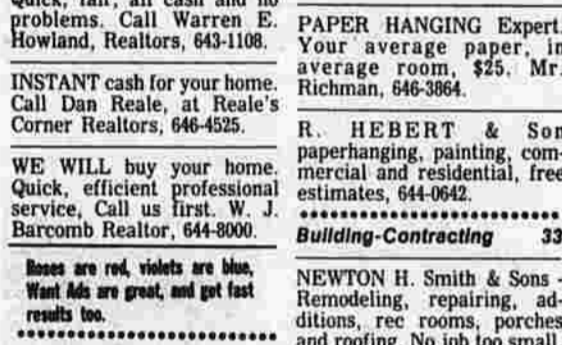 Quick, fair, all cash and no
problems. Call Warren E.
Howland, Realtors, 643-1108.
INSTANT cash for your home.
Call Dan Reale, at Reale's
Corner Realtors, 646-4525.
WE WILL buy your home.
Quick, efficient professional
service, Call us first. W. J.
Barcomb Realtor, 644-8000.
Roses are red, violets are blue,
Want Ads are great, and get fast
results too.
PAPER HANGING Expert.
Your average paper, in
average room, $25. Mr.
Richman, 646-3864.
R. HEBERT & Son
paperhanging, painting, com-
mercial and residential, free
estimates, 644-0642.
Building-Contracting 33
NEWTON H. Smith & Sons -
Remodeling, repairing, ad-
ditions, rec rooms, porches
and roofing. No job too small.